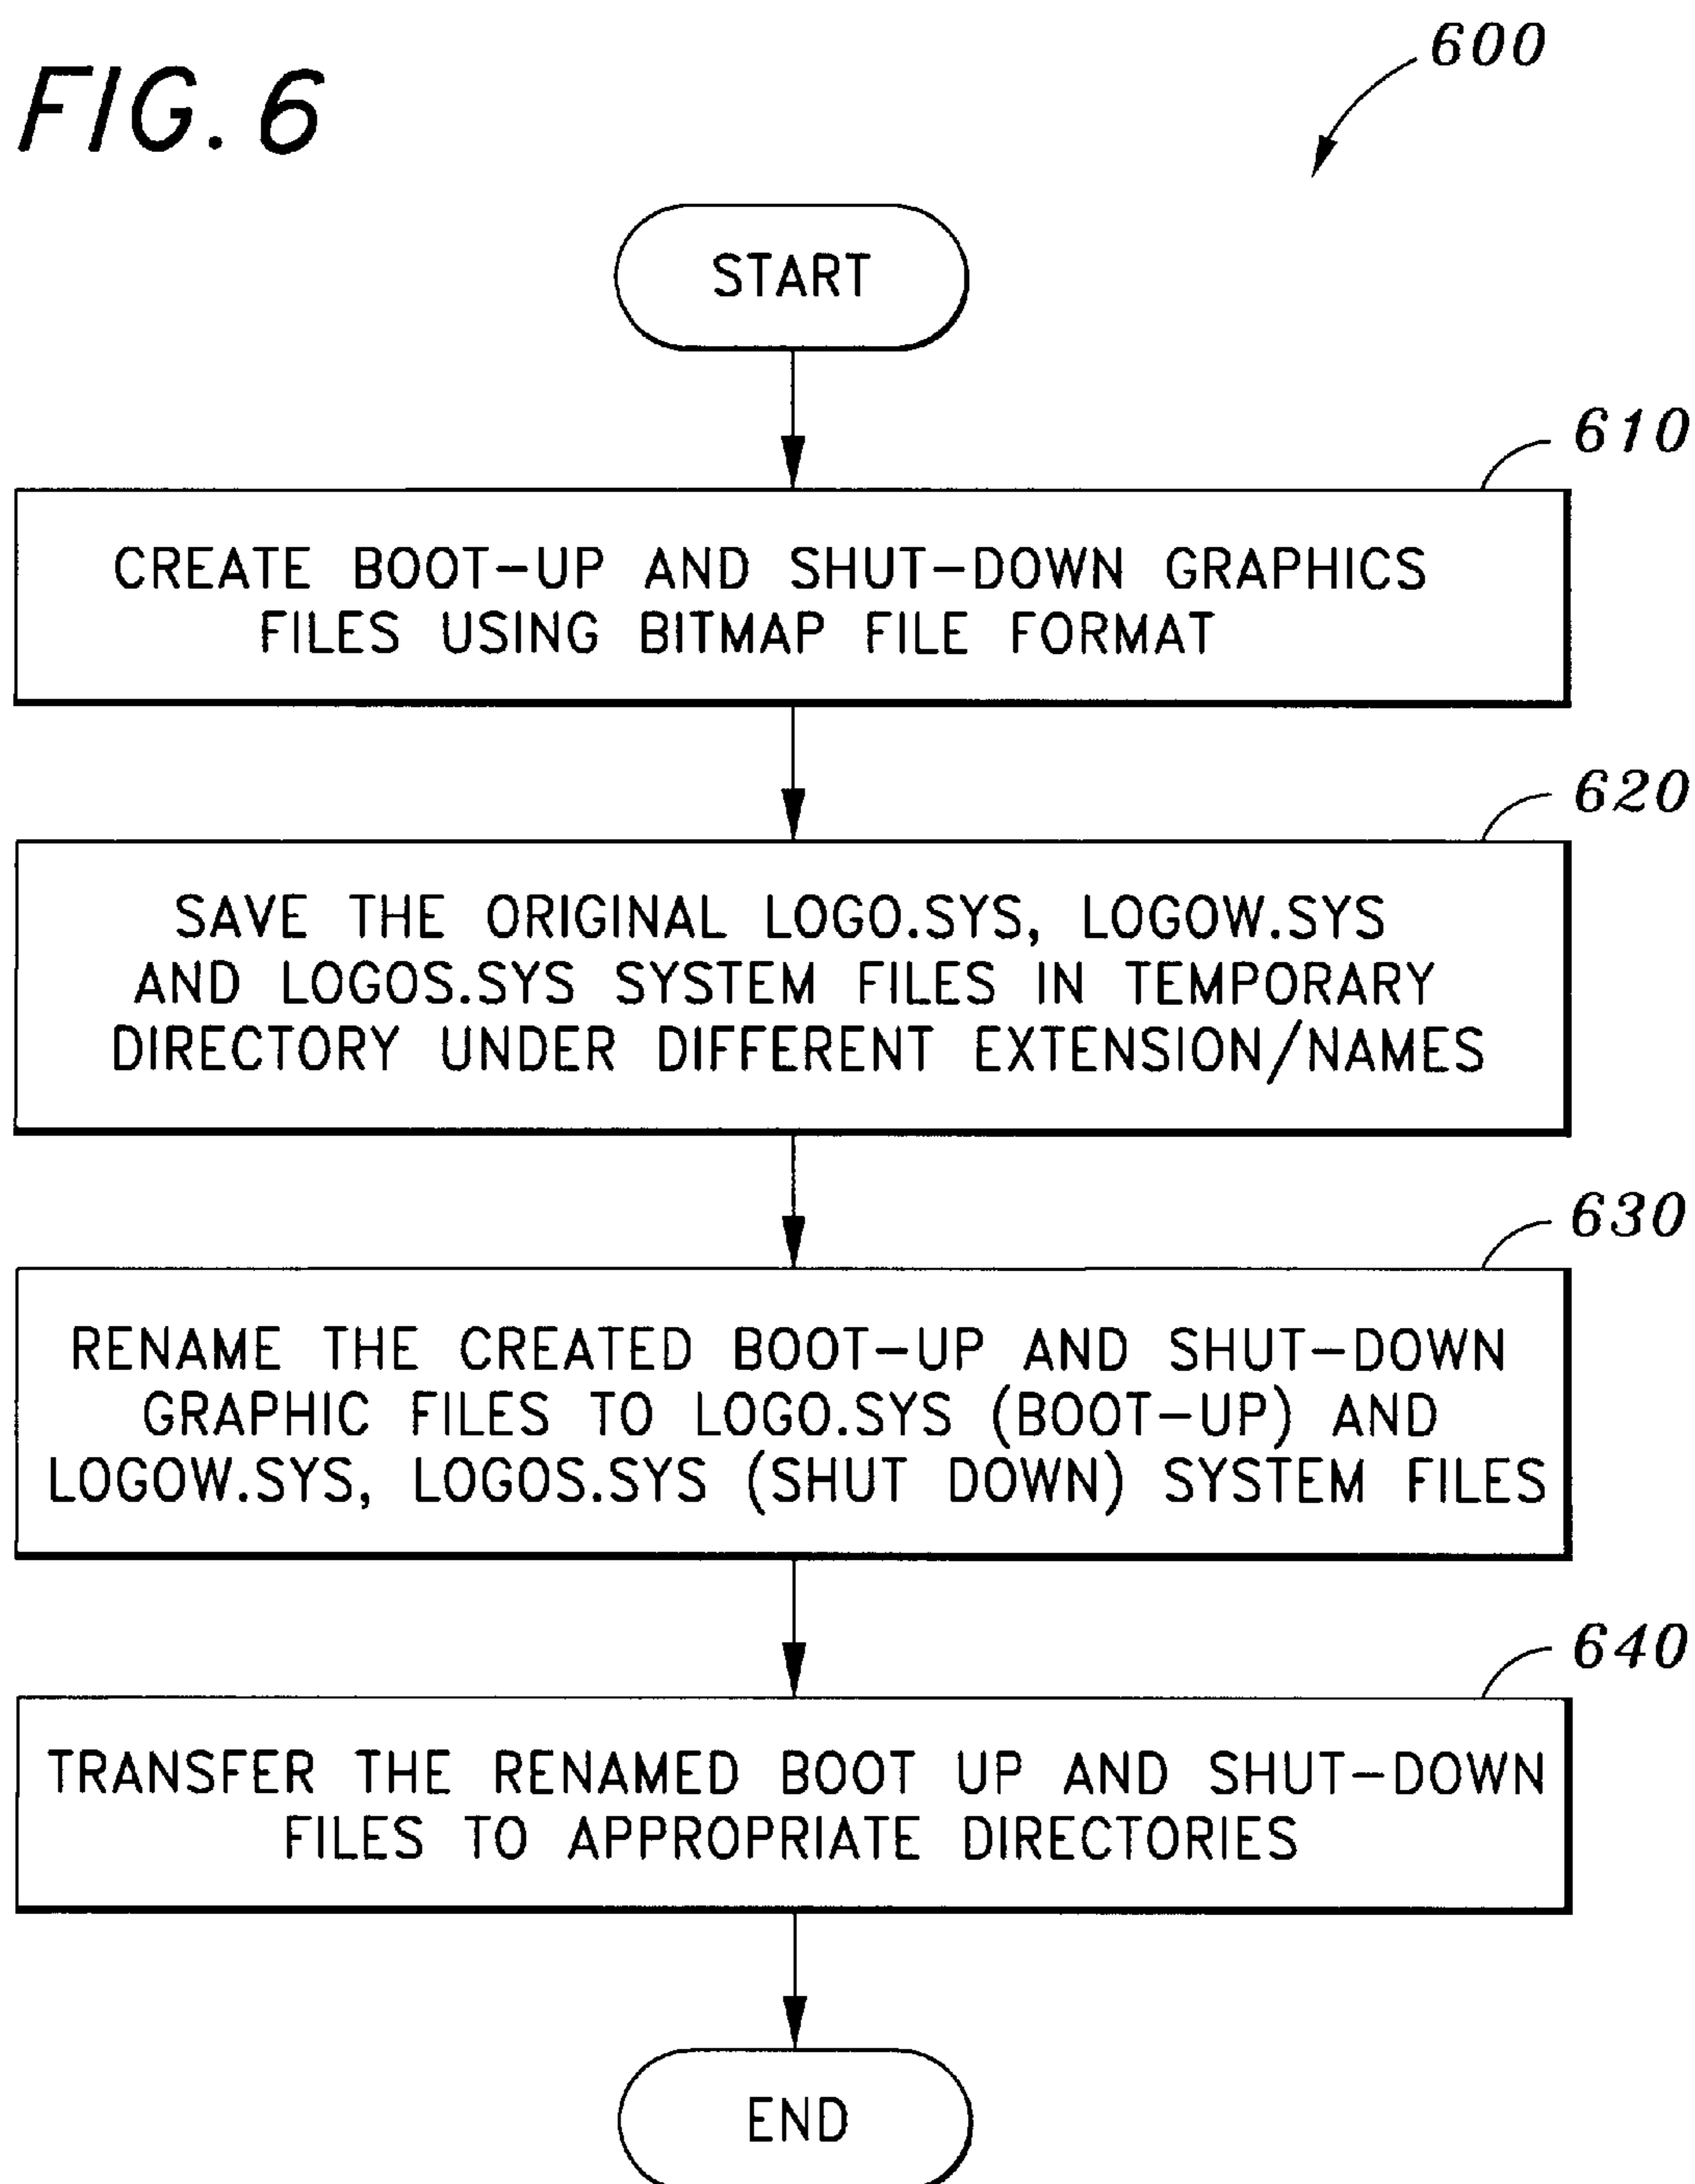 FIG. 6
600
START
610
CREATE BOOT-UP AND SHUT-DOWN GRAPHICS
FILES USING BITMAP FILE FORMAT
620
SAVE THE ORIGINAL LOGO.SYS, LOGOW.SYS
AND LOGOS.SYS SYSTEM FILES IN TEMPORARY
DIRECTORY UNDER DIFFERENT EXTENSION/NAMES
630
RENAME THE CREATED BOOT-UP AND SHUT-DOWN
GRAPHIC FILES TO LOGO.SYS (BOOT-UP) AND
LOGOW.SYS, LOGOS.SYS (SHUT DOWN) SYSTEM FILES
640
TRANSFER THE RENAMED BOOT UP AND SHUT-DOWN
FILES TO APPROPRIATE DIRECTORIES
END